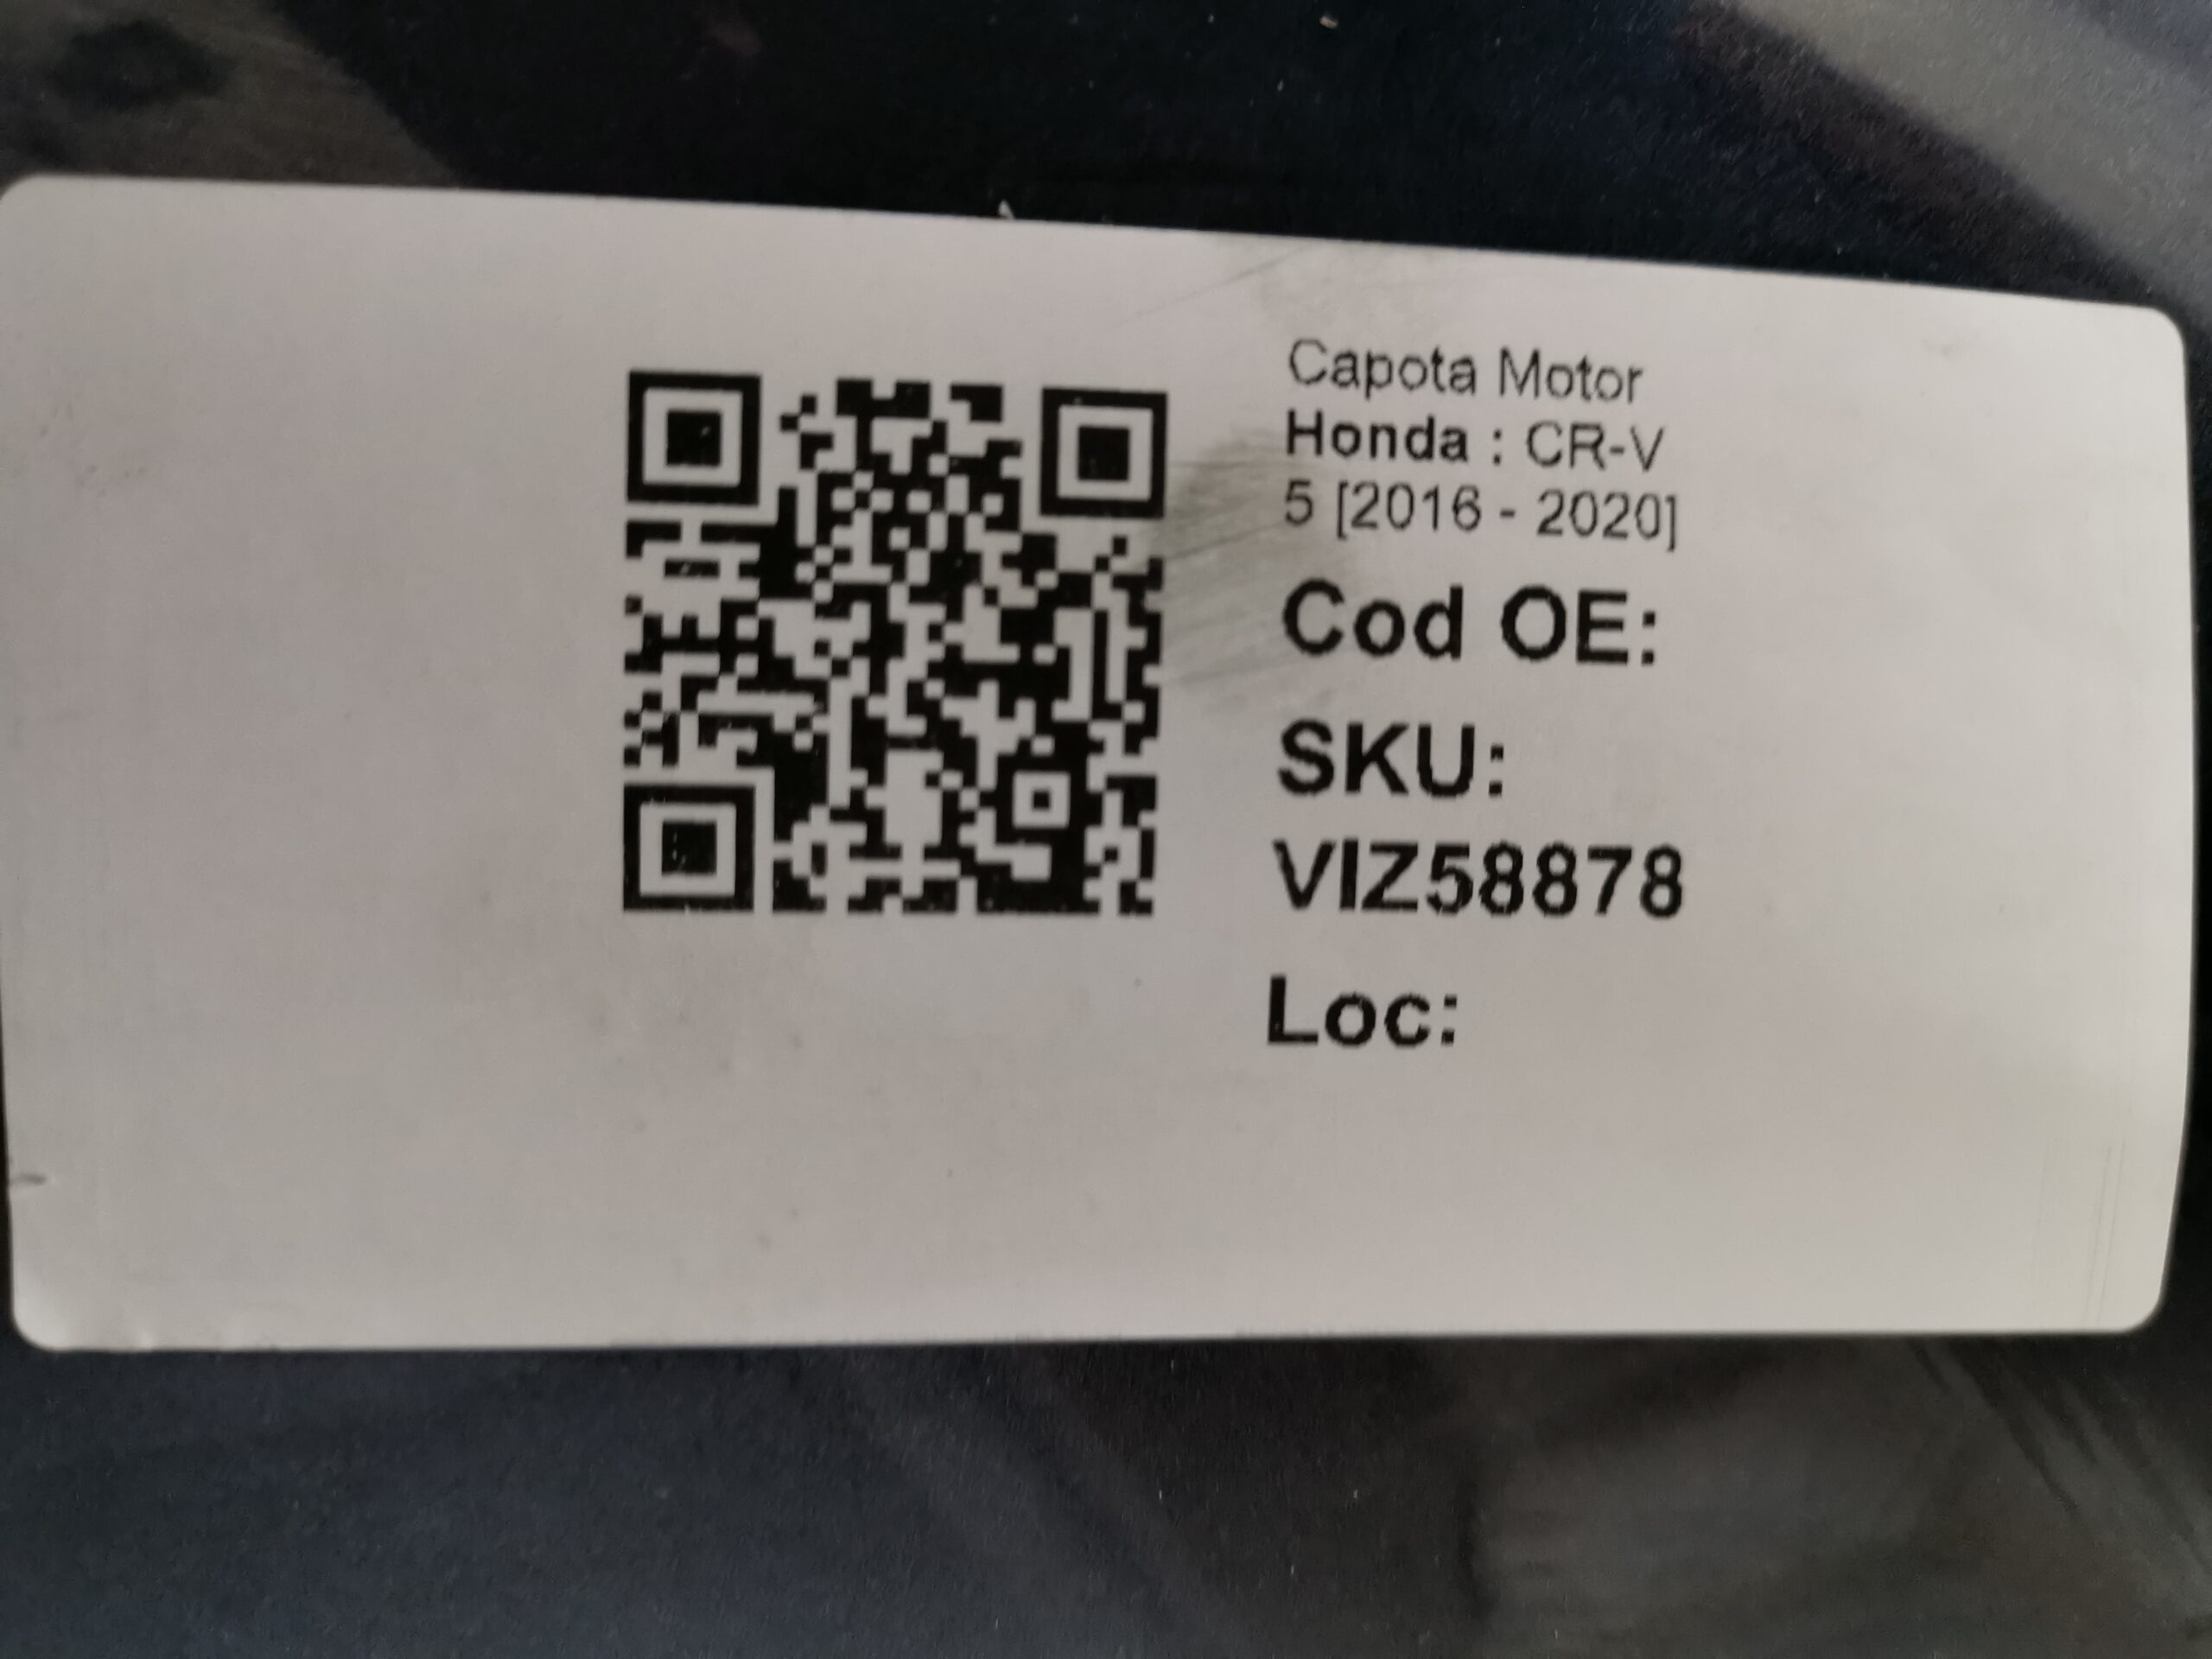 Capota Motor
Honda : CR-V
5 [2016 - 2020]
Cod OE:
SKU:
VIZ58878
Loc: